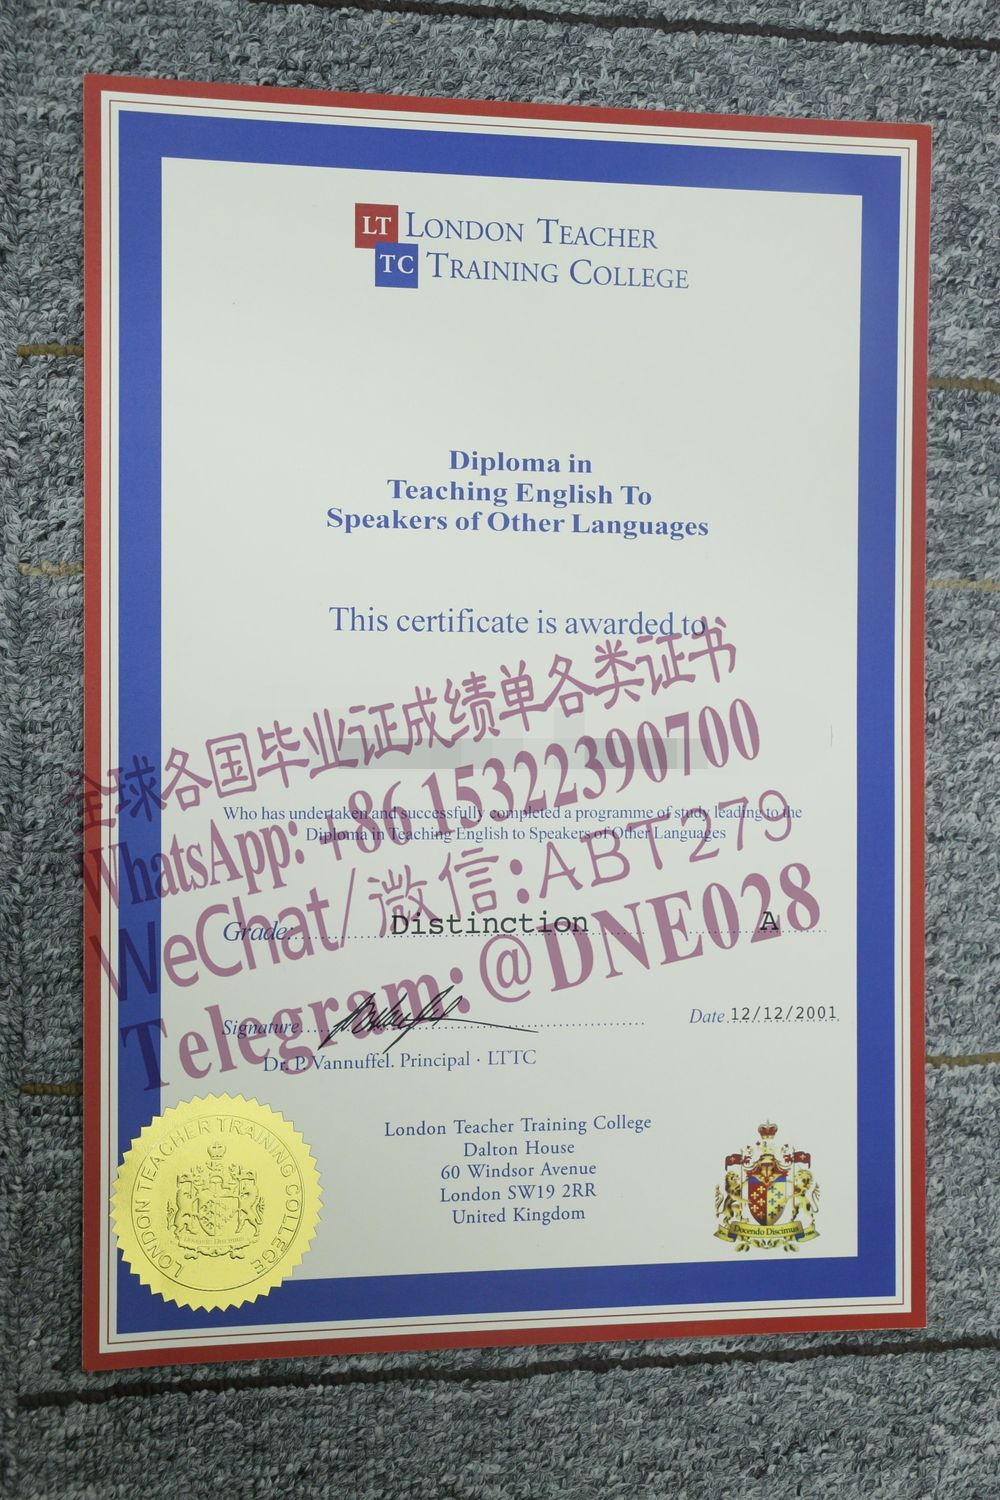 LT LONDON TEACHER
TC TRAINING COLLEGE
Diploma in
Teaching English To
Speakers of Other Languages
This certificate is awarded to
全球各国毕业证成绩单各类证书
WhatsApp: +86 15322390700
Who has undertaken and successfully completed a programme of study leading to the
Diploma in Teaching English to Speakers of Other Languages
WeChat/微信:ABT279
Grade: Distinction A
Telegram:@DNE028
Signature Date 12/12/2001
Dr. P. Vannuffel. Principal · LTTC
London Teacher Training College
Dalton House
60 Windsor Avenue
London SW19 2RR
United Kingdom
LONDON TEACHER TRAINING COLLEGE
Docendo Discimus